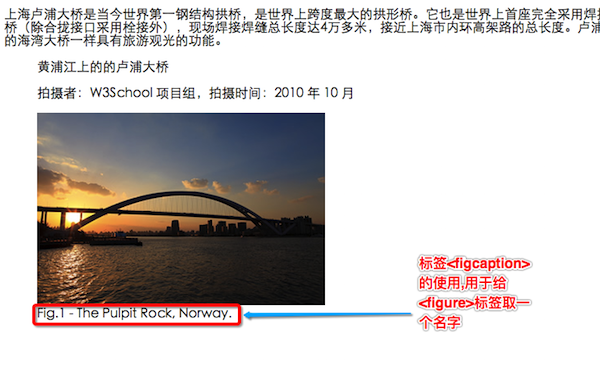 上海卢浦大桥是当今世界第一钢结构拱桥，是世界上跨度最大的拱形桥。它也是世界上首座完全采用焊接
桥（除合拢接口采用栓接外），现场焊接焊缝总长度达4万多米，接近上海市内环高架路的总长度。卢浦
的海湾大桥一样具有旅游观光的功能。
黄浦江上的的卢浦大桥
拍摄者：W3School 项目组，拍摄时间：2010 年 10 月
标签<figcaption>
的使用,用于给
<figure>标签取一
个名字
Fig.1 - The Pulpit Rock, Norway.